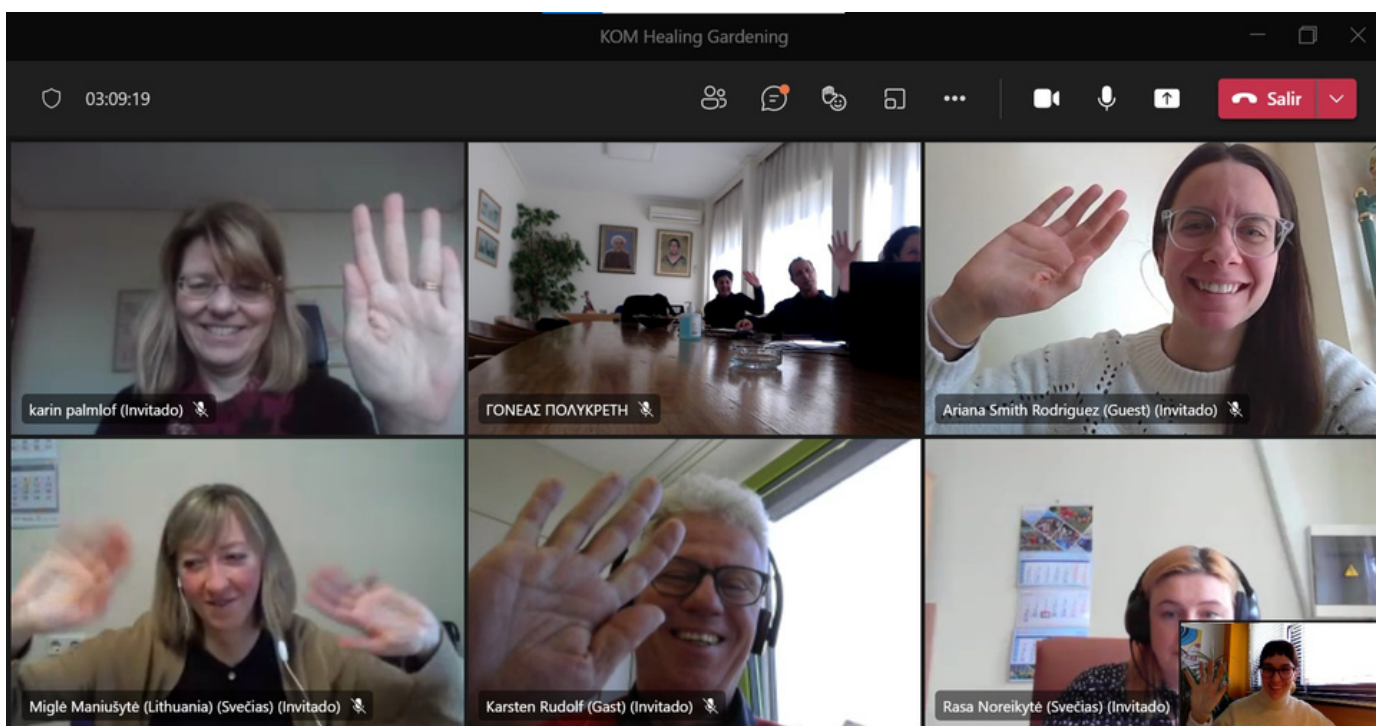 KOM Healing Gardening
03:09:19
Salir
karin palmlof (Invitado)
ΓΟΝΕΑΣ ΠΟΛΥΚΡΕΤΗ
Ariana Smith Rodriguez (Guest) (Invitado)
Miglė Maniušytė (Lithuania) (Svečias) (Invitado)
Karsten Rudolf (Gast) (Invitado)
Rasa Noreikytė (Svečias) (Invitado)